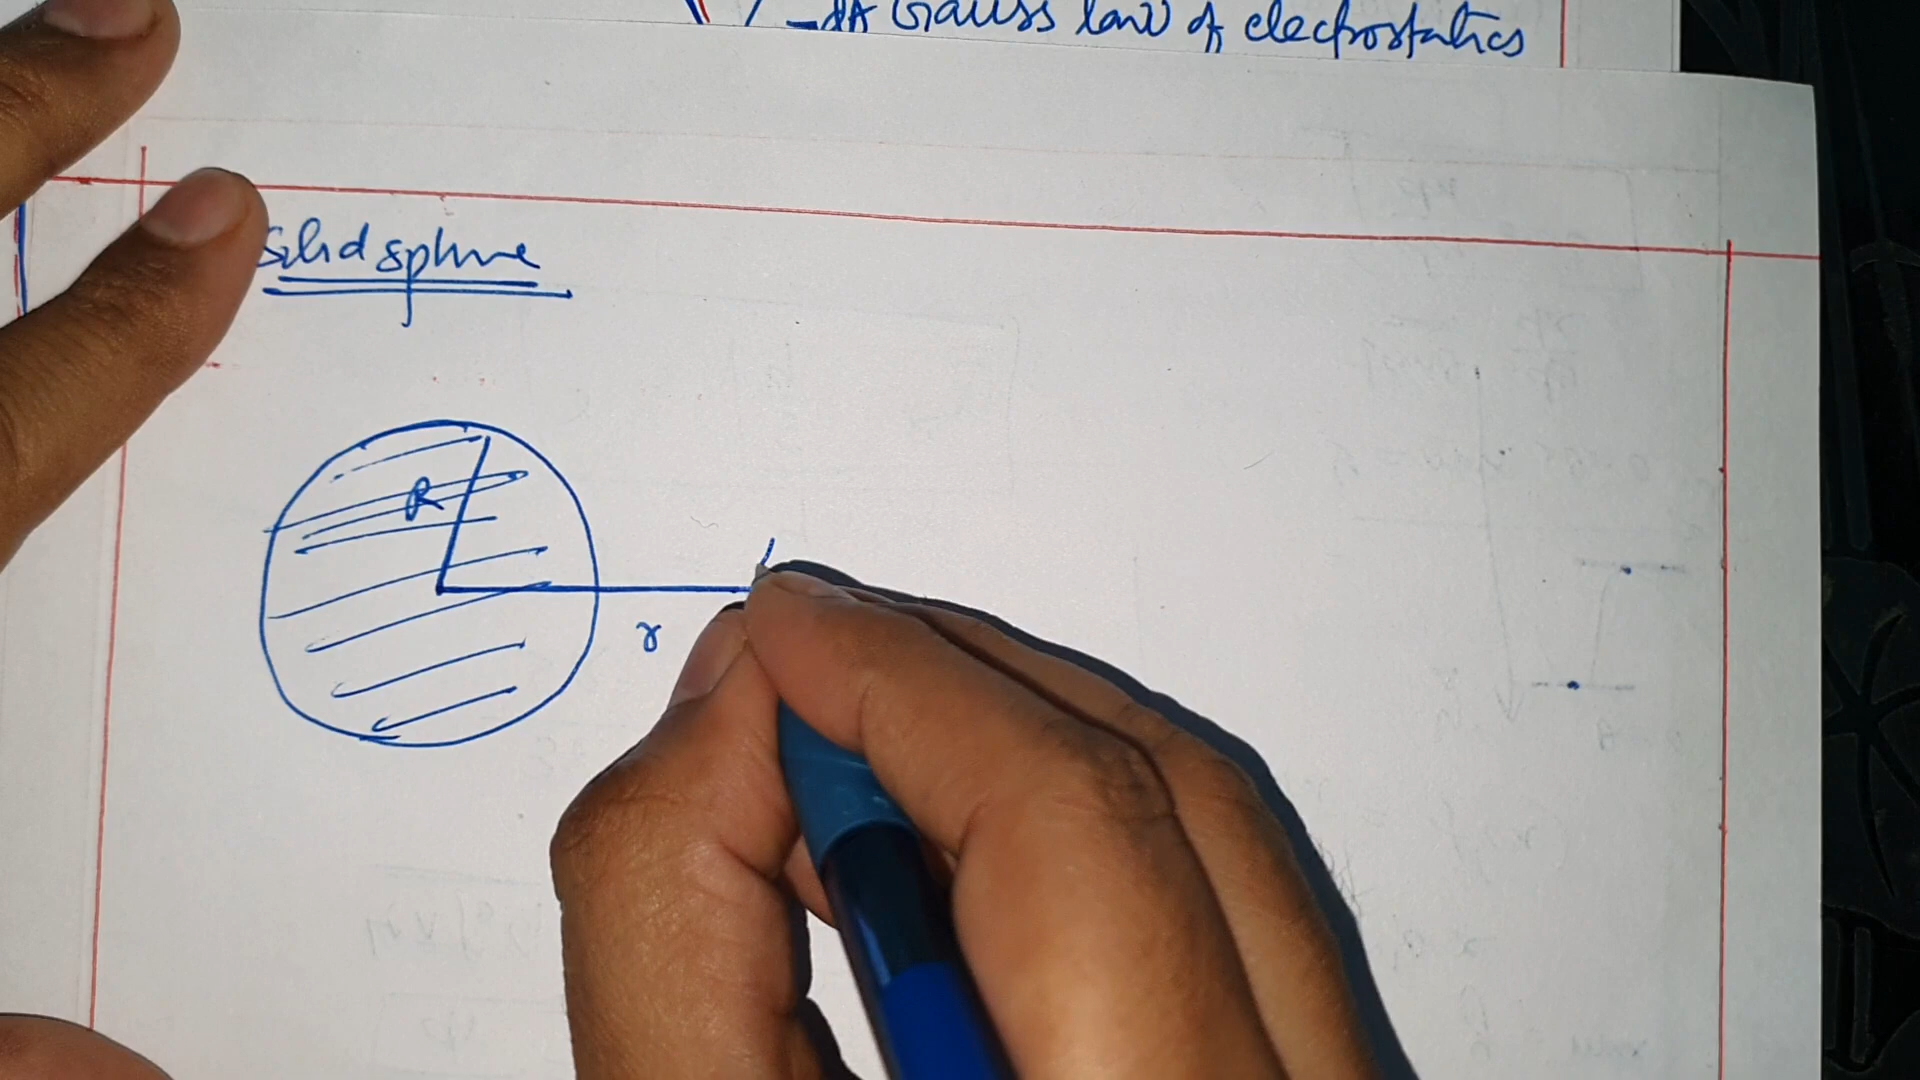 Gauss law of electrostatics
Solid sphere
R
r